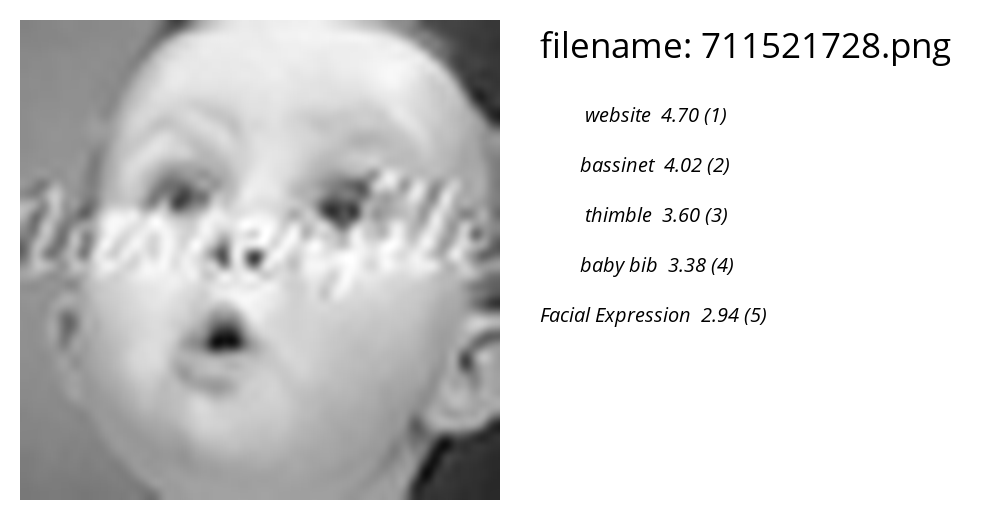 Masterfile
filename: 711521728.png
website 4.70 (1)
bassinet 4.02 (2)
thimble 3.60 (3)
baby bib 3.38 (4)
Facial Expression 2.94 (5)